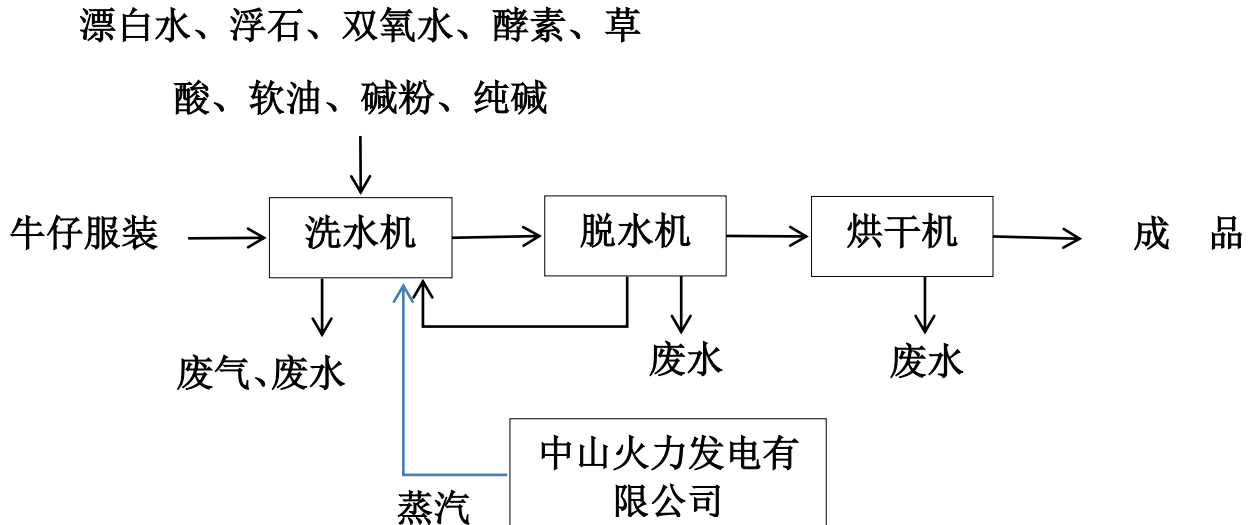 漂白水、浮石、双氧水、酵素、草
酸、软油、碱粉、纯碱
牛仔服装
洗水机
脱水机
烘干机
成 品
废气、废水
废水
废水
中山火力发电有
限公司
蒸汽